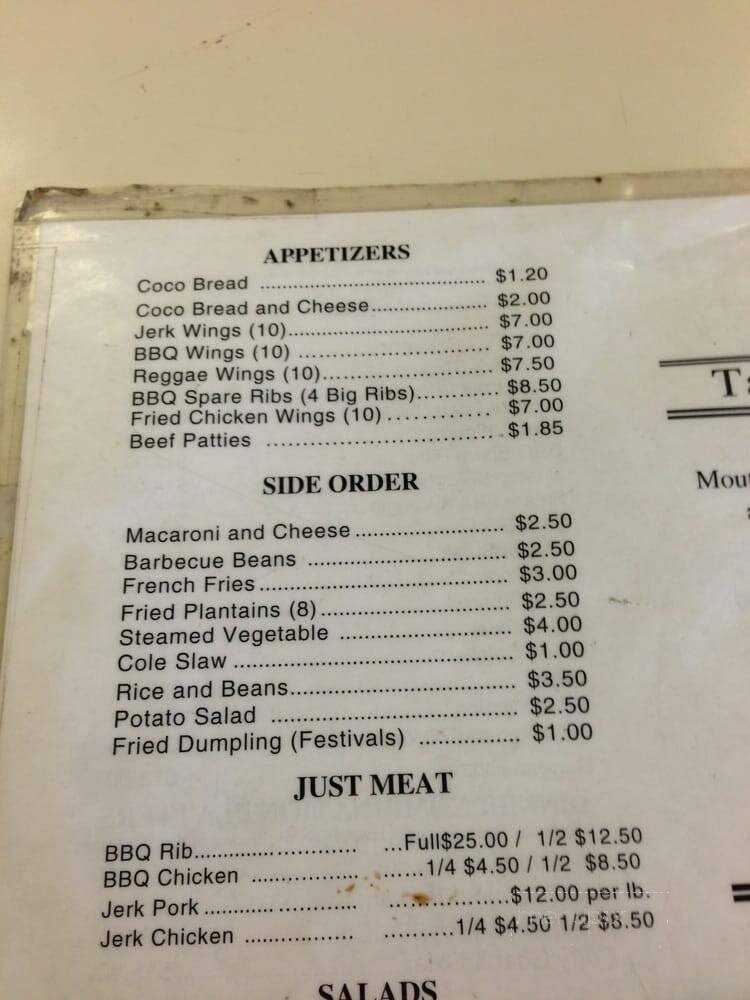 APPETIZERS
Coco Bread ........................................ $1.20
Coco Bread and Cheese.................... $2.00
Jerk Wings (10)................................... $7.00
BBQ Wings (10) ................................. $7.00
Reggae Wings (10).............................. $7.50
BBQ Spare Ribs (4 Big Ribs)............. $8.50
Fried Chicken Wings (10) ............ $7.00
Beef Patties ................................... $1.85
SIDE ORDER
Macaroni and Cheese ........................ $2.50
Barbecue Beans ................................. $2.50
French Fries ........................................ $3.00
Fried Plantains (8)............................... $2.50
Steamed Vegetable ............................ $4.00
Cole Slaw ............................................ $1.00
Rice and Beans.................................... $3.50
Potato Salad ....................................... $2.50
Fried Dumpling (Festivals) ................ $1.00
JUST MEAT
BBQ Rib.......................... ...Full$25.00 / 1/2 $12.50
BBQ Chicken ................. ......1/4 $4.50 / 1/2 $8.50
Jerk Pork ......................... ....................$12.00 per lb.
Jerk Chicken .................. ..........1/4 $4.50 1/2 $8.50
SALADS